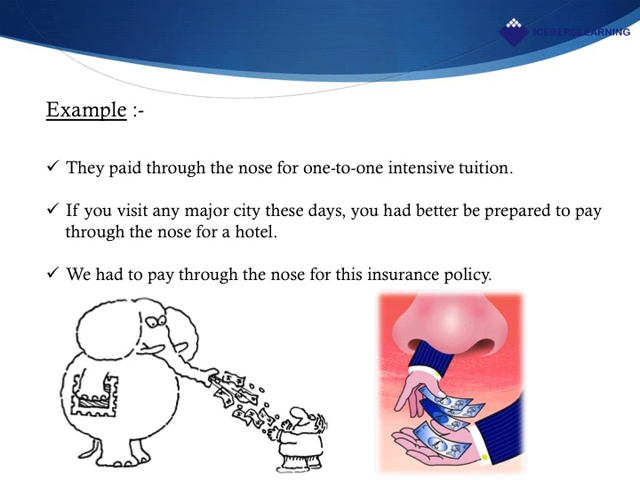 ICEBERGLEARNING
Example :-
✓ They paid through the nose for one-to-one intensive tuition.
✓ If you visit any major city these days, you had better be prepared to pay
through the nose for a hotel.
✓ We had to pay through the nose for this insurance policy.